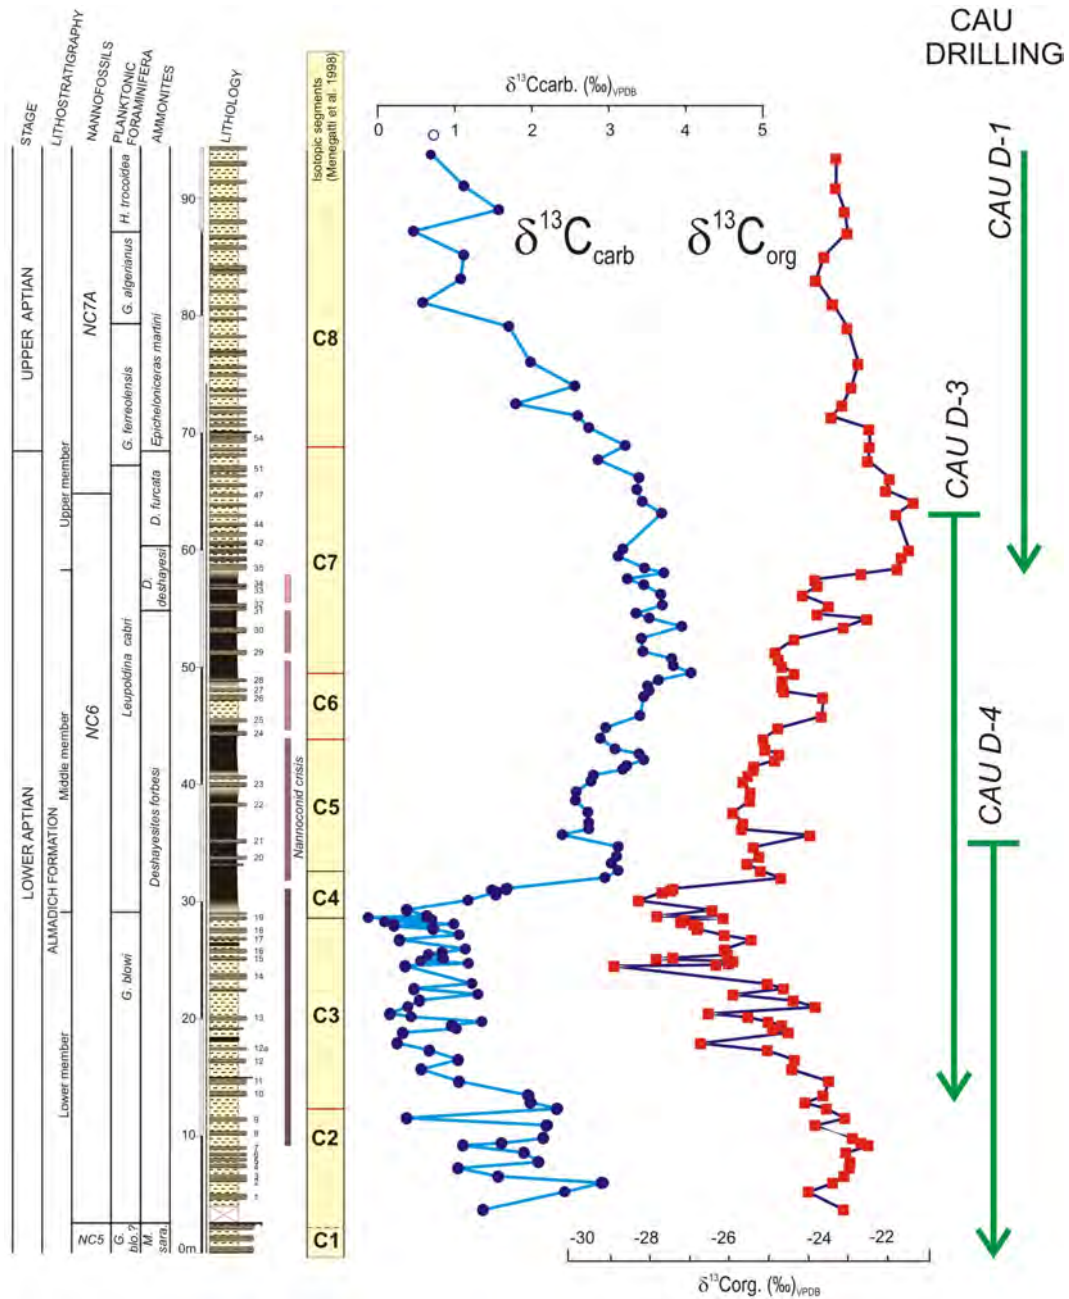 CAU
DRILLING
STAGE
LITHOSTRATIGRAPHY
NANNOFOSSILS
PLANKTONIC
FORAMINIFERA
AMMONITES
LITHOLOGY
Isotopic segments
(Menegatti et al. 1998)
δ¹³Ccarb. (‰)VPDB
0 1 2 3 4 5
δ¹³Ccarb
δ¹³Corg
CAU D-1
CAU D-3
CAU D-4
UPPER APTIAN
LOWER APTIAN
ALMADICH FORMATION
Upper member
Middle member
Lower member
NC7A
NC6
NC5
H. trocoidea
G. algerianus
G. ferreolensis
Leupoldina cabri
G. blowi
G.
blo.?
Epicheloniceras martini
D. furcata
D.
deshayesi
Deshayesites forbesi
M.
sara.
90
80
70
60
50
40
30
20
10
0m
54
51
47
44
42
35
34
33
32
31
30
29
28
27
26
25
24
23
22
21
20
19
18
17
16
15
14
13
12a
12
11
10
9
8
7
3
1
Nannoconid crisis
C8
C7
C6
C5
C4
C3
C2
C1
-30 -28 -26 -24 -22
δ¹³Corg. (‰)VPDB